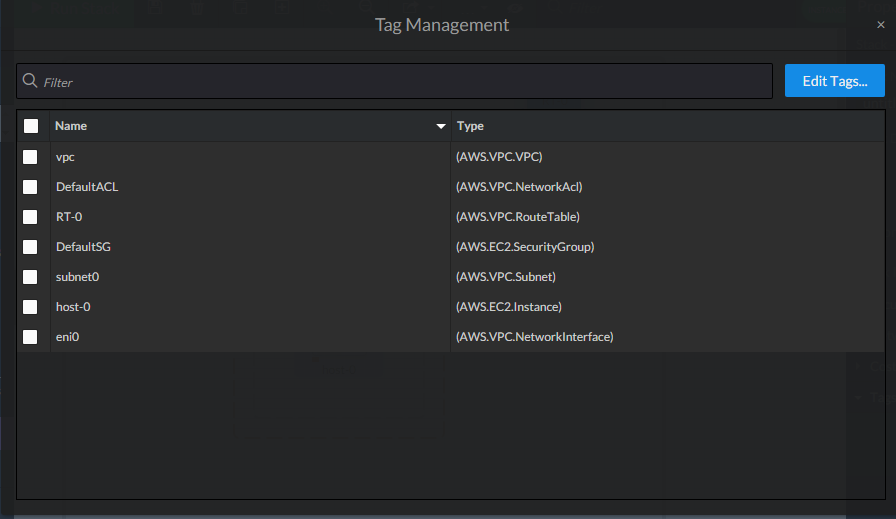 Tag Management ×
Filter Edit Tags...
Name Type
vpc (AWS.VPC.VPC)
DefaultACL (AWS.VPC.NetworkAcl)
RT-0 (AWS.VPC.RouteTable)
DefaultSG (AWS.EC2.SecurityGroup)
subnet0 (AWS.VPC.Subnet)
host-0 (AWS.EC2.Instance)
eni0 (AWS.VPC.NetworkInterface)